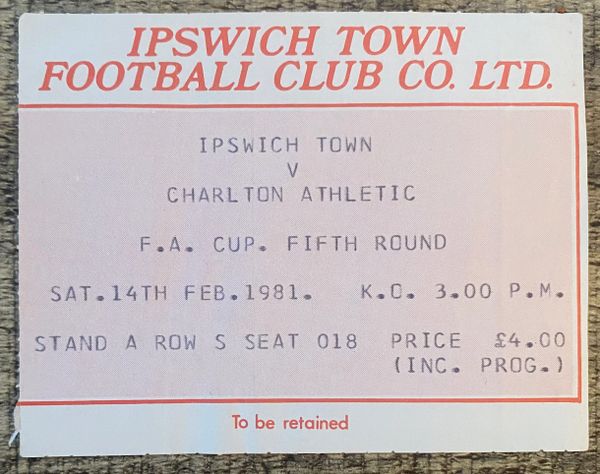 IPSWICH TOWN
FOOTBALL CLUB CO. LTD.
IPSWICH TOWN
V
CHARLTON ATHLETIC
F.A. CUP. FIFTH ROUND
SAT.14TH FEB.1981. K.O. 3.00 P.M.
STAND A ROW S SEAT 018 PRICE £4.00
(INC. PROG.)
To be retained